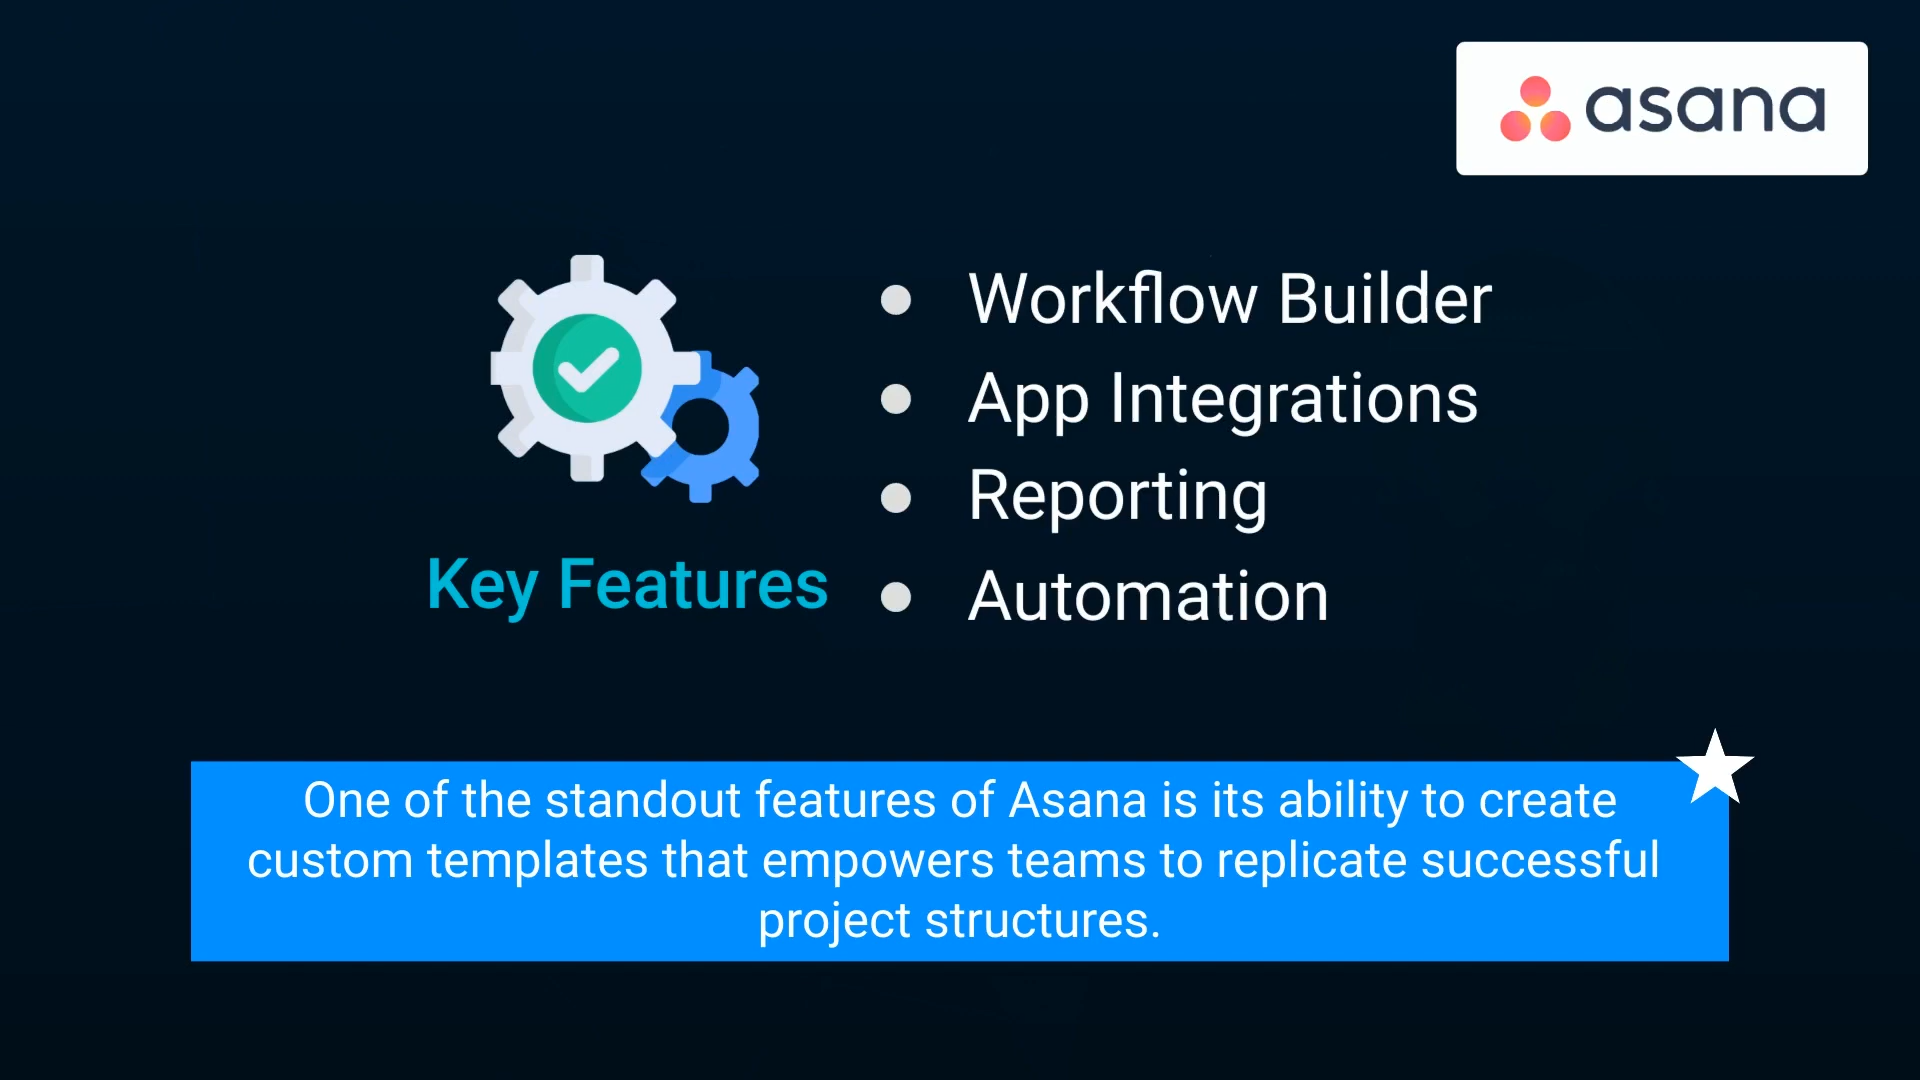 asana
Workflow Builder
App Integrations
Reporting
Automation
Key Features
One of the standout features of Asana is its ability to create
custom templates that empowers teams to replicate successful
project structures.